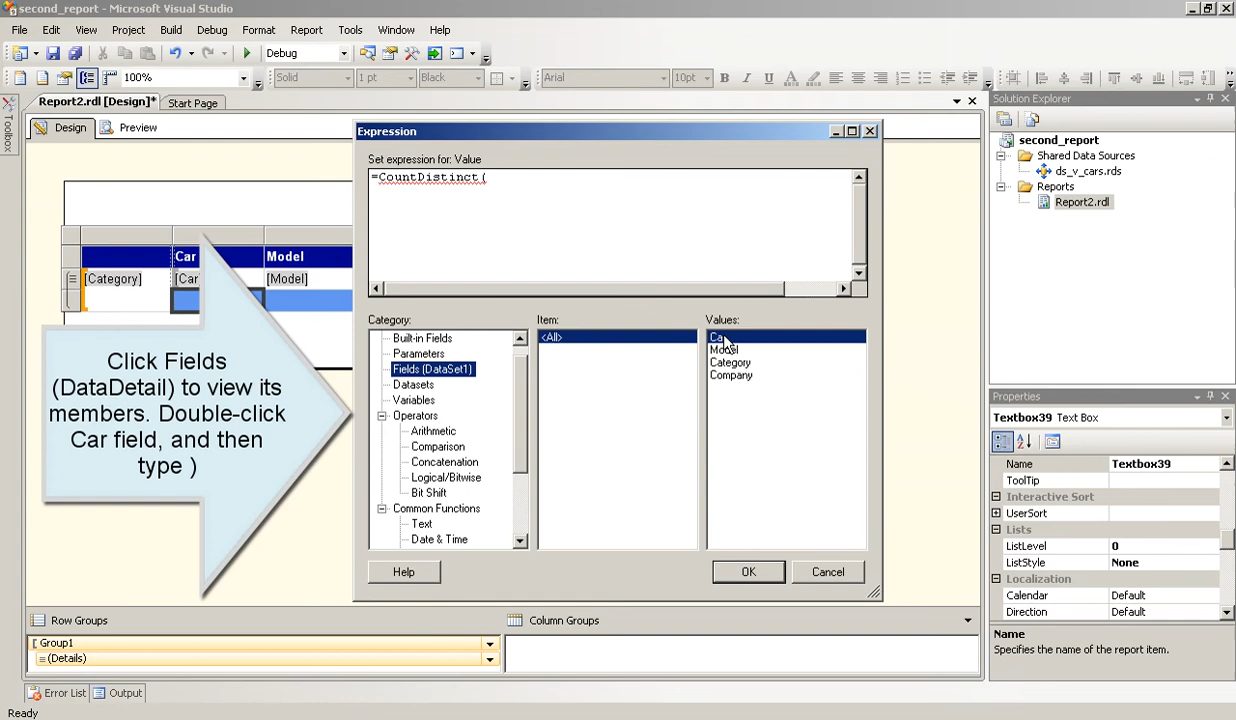 second_report - Microsoft Visual Studio
File Edit View Project Build Debug Format Report Tools Window Help
Debug
100% Solid 1 pt Black Arial 10pt B I U A
Report2.rdl [Design]* Start Page
Toolbox
Design Preview
Expression
Set expression for: Value
=CountDistinct(
Car Model
[Category] [Car [Model]
Click Fields
(DataDetail) to view its
members. Double-click
Car field, and then
type )
Category:
Built-in Fields
Parameters
Fields (DataSet1)
Datasets
Variables
Operators
Arithmetic
Comparison
Concatenation
Logical/Bitwise
Bit Shift
Common Functions
Text
Date & Time
Item:
<All>
Values:
Car
Model
Category
Company
Help OK Cancel
Row Groups Column Groups
Group1
(Details)
Error List Output
Ready
Solution Explorer
second_report
Shared Data Sources
ds_v_cars.rds
Reports
Report2.rdl
Properties
Textbox39 Text Box
Name Textbox39
ToolTip
Interactive Sort
UserSort
Lists
ListLevel 0
ListStyle None
Localization
Calendar Default
Direction Default
Name
Specifies the name of the report item.